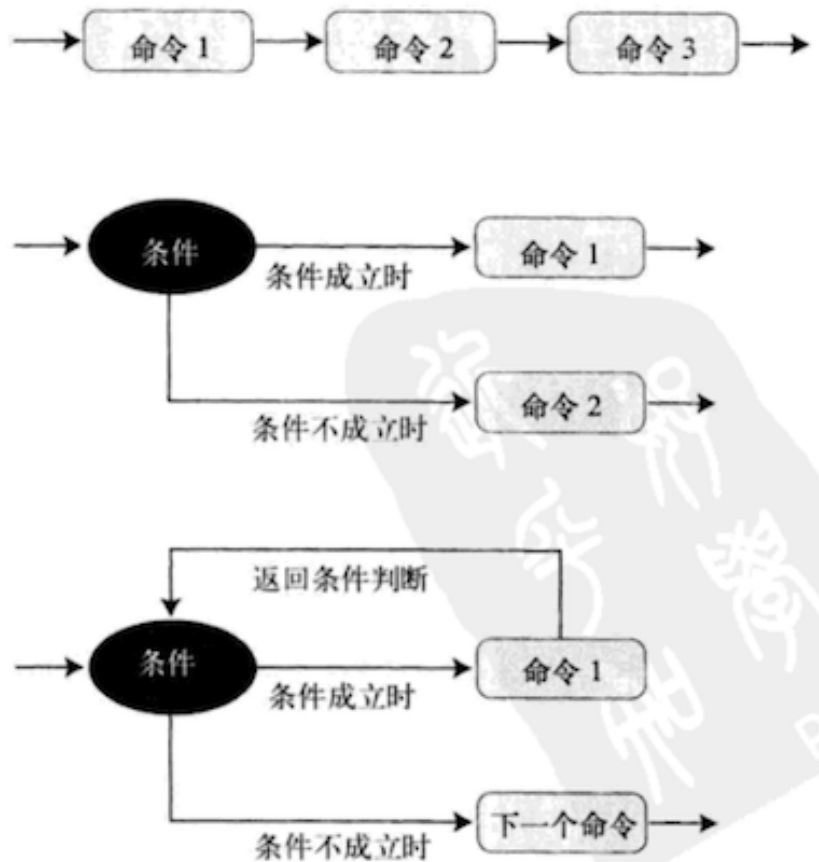 命令 1 命令 2 命令 3
条件
条件成立时
命令 1
条件不成立时
命令 2
返回条件判断
条件
条件成立时
命令 1
条件不成立时
下一个命令